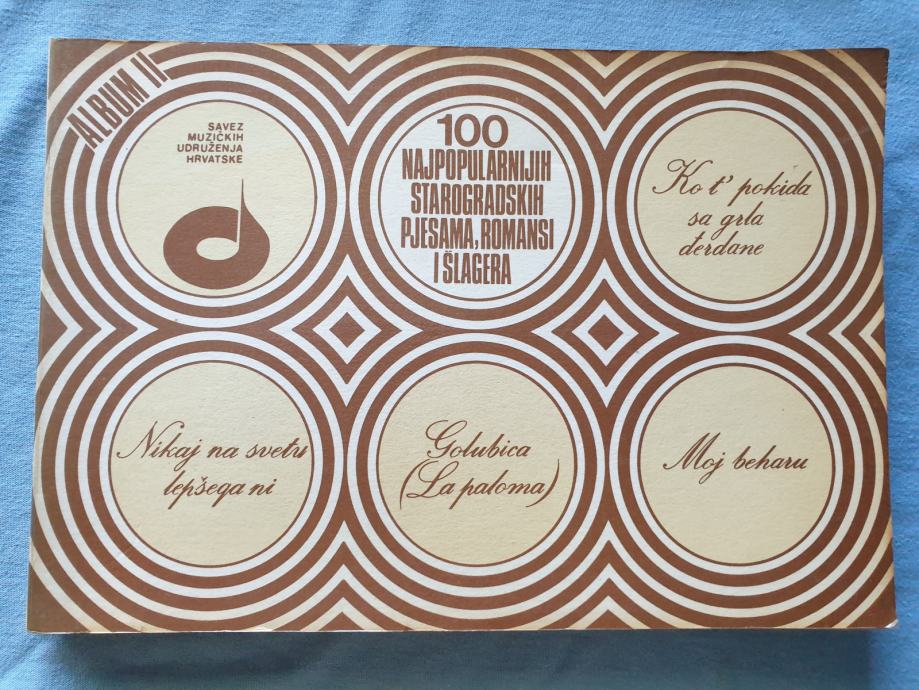 ALBUM II
SAVEZ
MUZIČKIH
UDRUŽENJA
HRVATSKE
100
NAJPOPULARNIJIH
STAROGRADSKIH
PJESAMA, ROMANSI
I ŠLAGERA
Ko t' pokida
sa grla
đerdane
Nikaj na svetu
lepšega ni
Golubica
(La paloma)
Moj beharu